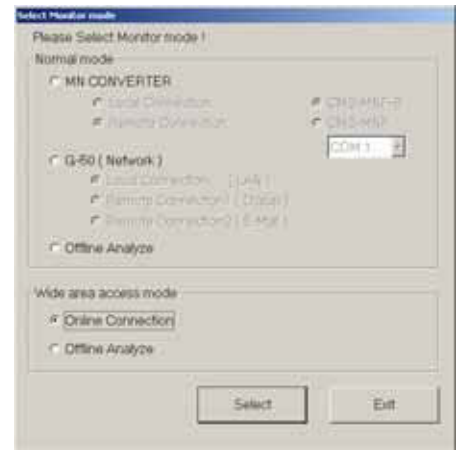 Select Monitor mode
Please Select Monitor mode !
Normal mode
MN CONVERTER
Local Connection
Remote Connection
COM 1
G-50 ( Network )
Local Connection ( LAN )
Remote Connection1 ( Dialup )
Remote Connection2 ( E-Mail )
Offline Analyze
Wide area access mode
Online Connection
Offline Analyze
Select
Exit